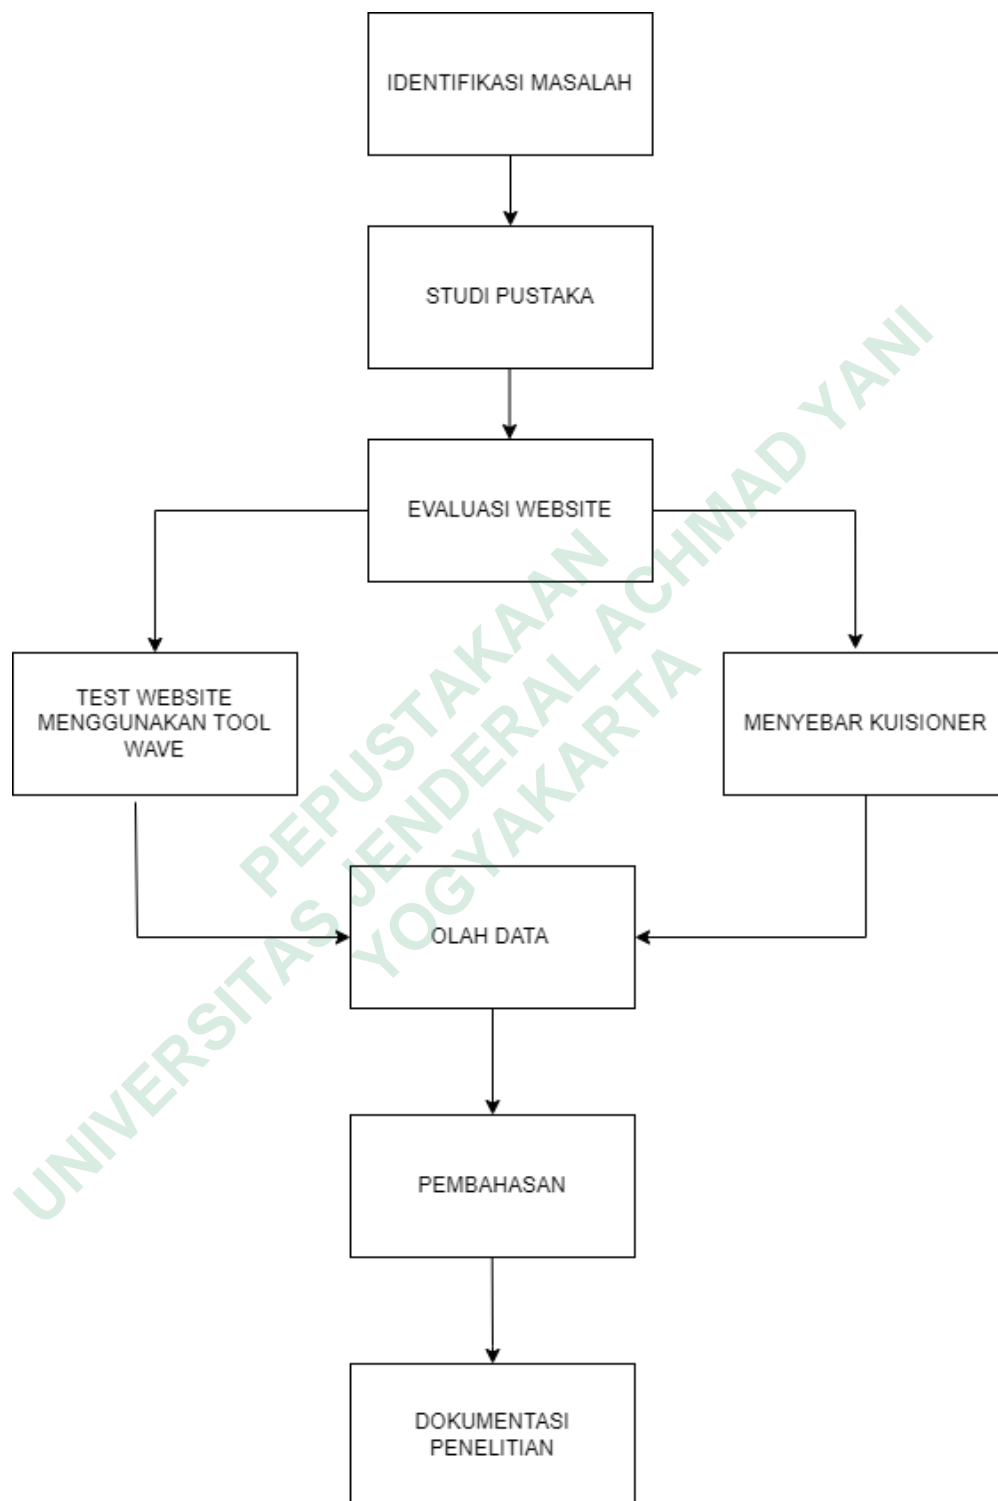 IDENTIFIKASI MASALAH
STUDI PUSTAKA
EVALUASI WEBSITE
TEST WEBSITE
MENGGUNAKAN TOOL
WAVE
MENYEBAR KUISIONER
OLAH DATA
PEMBAHASAN
DOKUMENTASI
PENELITIAN
PEPUSTAKAAN
UNIVERSITAS JENDERAL ACHMAD YANI
YOGYAKARTA